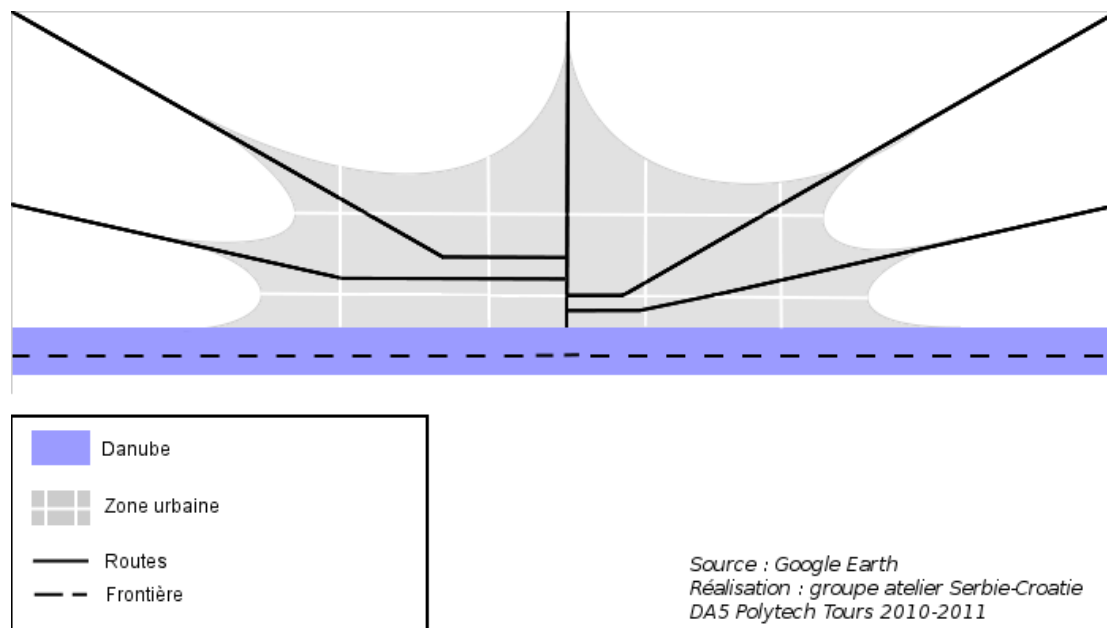 Danube
Zone urbaine
Routes
Frontière
Source : Google Earth
Réalisation : groupe atelier Serbie-Croatie
DA5 Polytech Tours 2010-2011